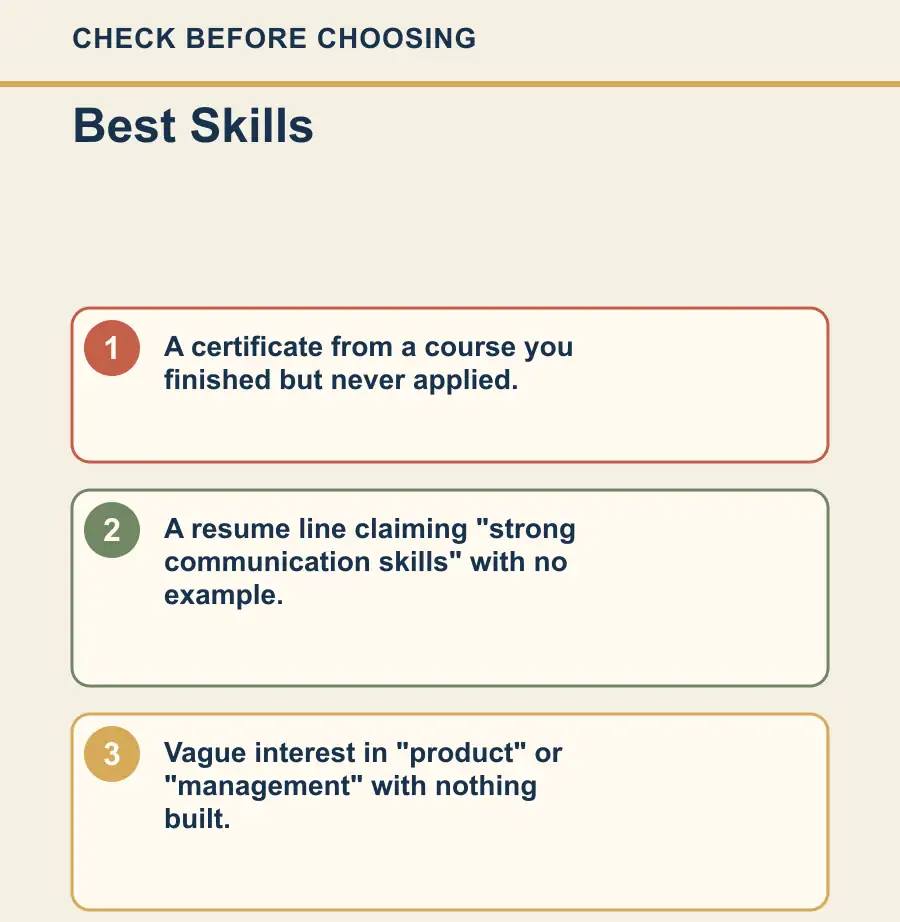 CHECK BEFORE CHOOSING
Best Skills
1
A certificate from a course you
finished but never applied.
2
A resume line claiming "strong
communication skills" with no
example.
3
Vague interest in "product" or
"management" with nothing
built.